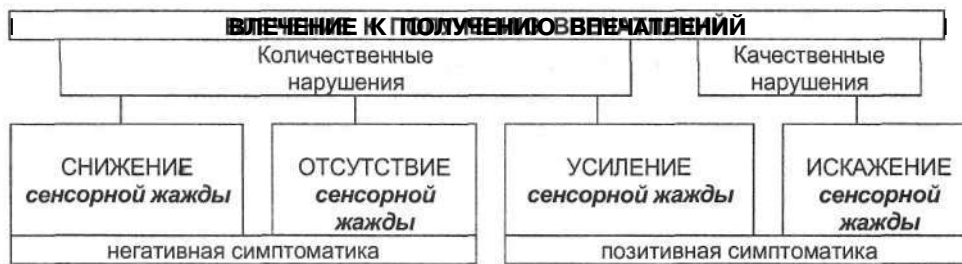 ВЛЕЧЕНИЕ К ПОЛУЧЕНИЮ ВПЕЧАТЛЕНИЙ
Количественные
нарушения
Качественные
нарушения
СНИЖЕНИЕ
сенсорной жажды
ОТСУТСТВИЕ
сенсорной
жажды
УСИЛЕНИЕ
сенсорной жажды
ИСКАЖЕНИЕ
сенсорной
жажды
негативная симптоматика
позитивная симптоматика